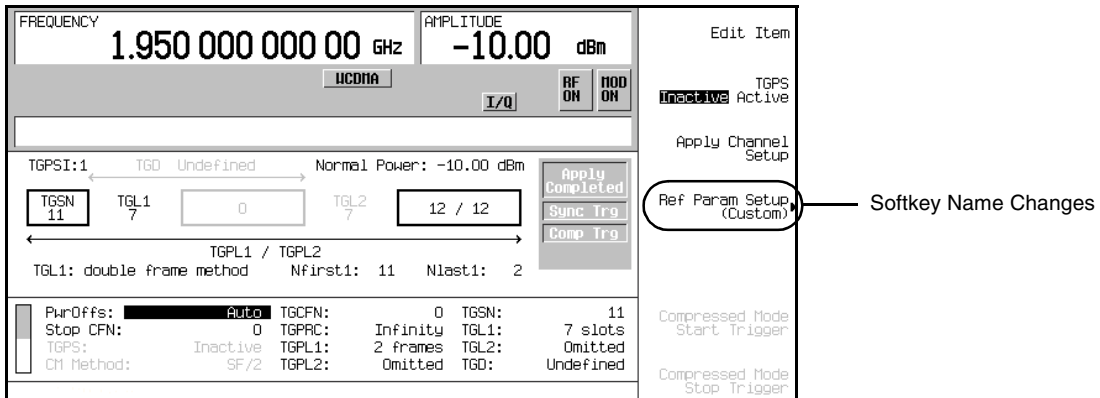 FREQUENCY
1.950 000 000 00 GHz
AMPLITUDE
-10.00 dBm
WCDMA
I/Q
RF ON
MOD ON
TGPSI:1 TGD Undefined Normal Power: -10.00 dBm
TGSN 11
TGL1 7
0
TGL2 7
12 / 12
TGPL1 / TGPL2
TGL1: double frame method Nfirst1: 11 Nlast1: 2
Apply Completed
Sync Trg
Comp Trg
PwrOffs: Auto TGCFN: 0 TGSN: 11
Stop CFN: 0 TGPRC: Infinity TGL1: 7 slots
TGPS: Inactive TGPL1: 2 frames TGL2: Omitted
CM Method: SF/2 TGPL2: Omitted TGD: Undefined
Edit Item
TGPS
Inactive Active
Apply Channel
Setup
Ref Param Setup
(Custom)
Softkey Name Changes
Compressed Mode
Start Trigger
Compressed Mode
Stop Trigger